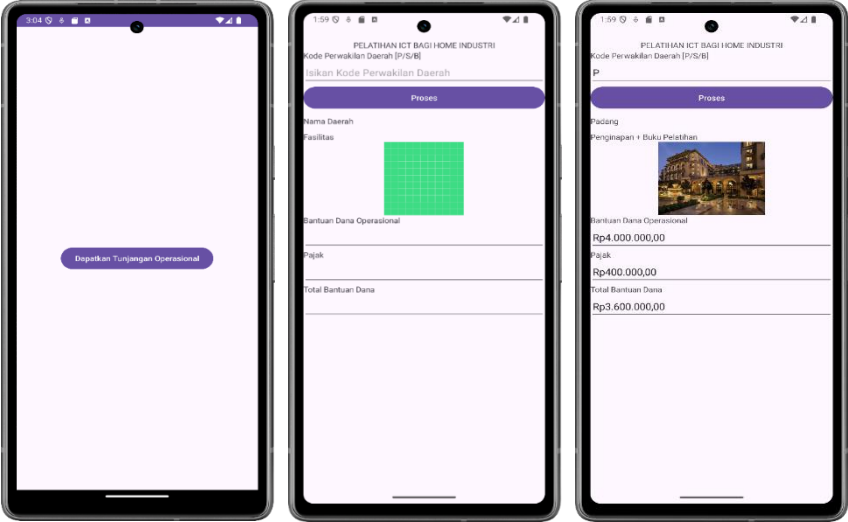 3:04
Dapatkan Tunjangan Operasional
1:59
PELATIHAN ICT BAGI HOME INDUSTRI
Kode Perwakilan Daerah [P/S/B]
Isikan Kode Perwakilan Daerah
Proses
Nama Daerah
Fasilitas
Bantuan Dana Operasional
Pajak
Total Bantuan Dana
1:59
PELATIHAN ICT BAGI HOME INDUSTRI
Kode Perwakilan Daerah [P/S/B]
P
Proses
Padang
Penginapan + Buku Pelatihan
Bantuan Dana Operasional
Rp4.000.000,00
Pajak
Rp400.000,00
Total Bantuan Dana
Rp3.600.000,00